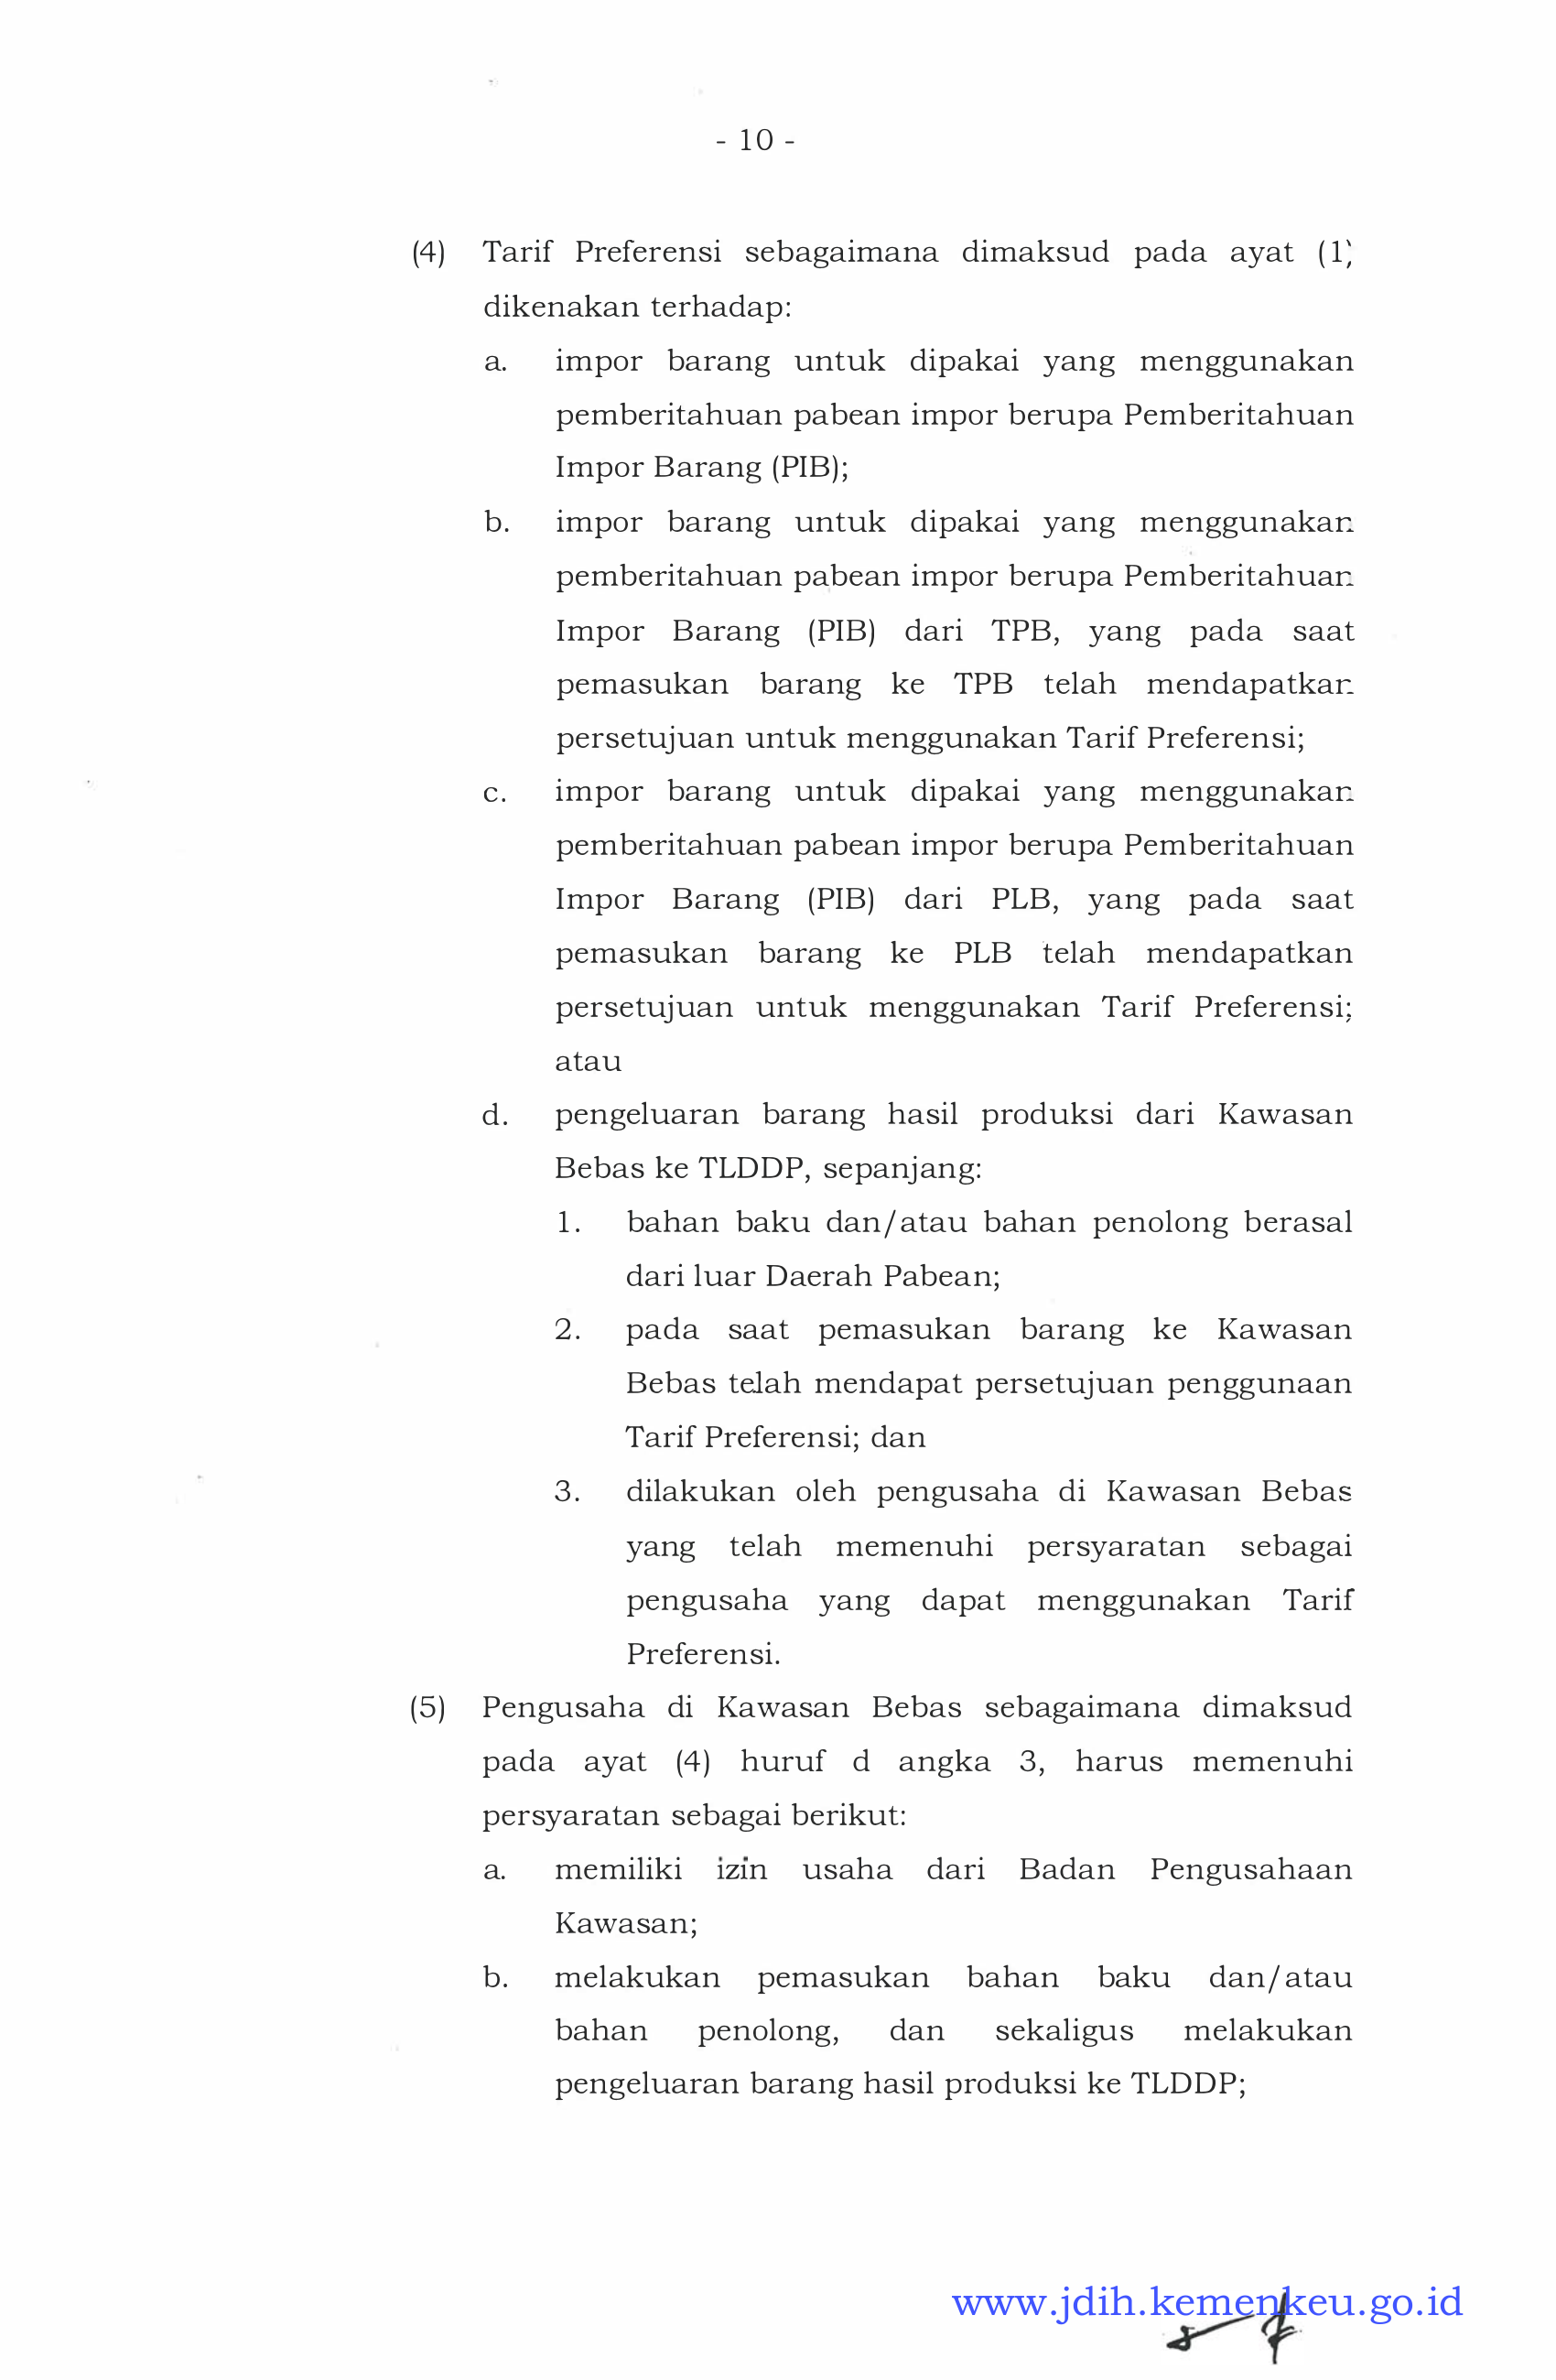 - 10 -
(4) Tarif Preferensi sebagaimana dimaksud pada ayat (1)
dikenakan terhadap:
a. impor barang untuk dipakai yang menggunakan
pemberitahuan pabean impor berupa Pemberitahuan
Impor Barang (PIB);
b. impor barang untuk dipakai yang menggunakan
pemberitahuan pabean impor berupa Pemberitahuan
Impor Barang (PIB) dari TPB, yang pada saat
pemasukan barang ke TPB telah mendapatkan
persetujuan untuk menggunakan Tarif Preferensi;
c. impor barang untuk dipakai yang menggunakan
pemberitahuan pabean impor berupa Pemberitahuan
Impor Barang (PIB) dari PLB, yang pada saat
pemasukan barang ke PLB telah mendapatkan
persetujuan untuk menggunakan Tarif Preferensi;
atau
d. pengeluaran barang hasil produksi dari Kawasan
Bebas ke TLDDP, sepanjang:
1. bahan baku dan/atau bahan penolong berasal
dari luar Daerah Pabean;
2. pada saat pemasukan barang ke Kawasan
Bebas telah mendapat persetujuan penggunaan
Tarif Preferensi; dan
3. dilakukan oleh pengusaha di Kawasan Bebas
yang telah memenuhi persyaratan sebagai
pengusaha yang dapat menggunakan Tarif
Preferensi.
(5) Pengusaha di Kawasan Bebas sebagaimana dimaksud
pada ayat (4) huruf d angka 3, harus memenuhi
persyaratan sebagai berikut:
a. memiliki izin usaha dari Badan Pengusahaan
Kawasan;
b. melakukan pemasukan bahan baku dan/atau
bahan penolong, dan sekaligus melakukan
pengeluaran barang hasil produksi ke TLDDP;
www.jdih.kemenkeu.go.id